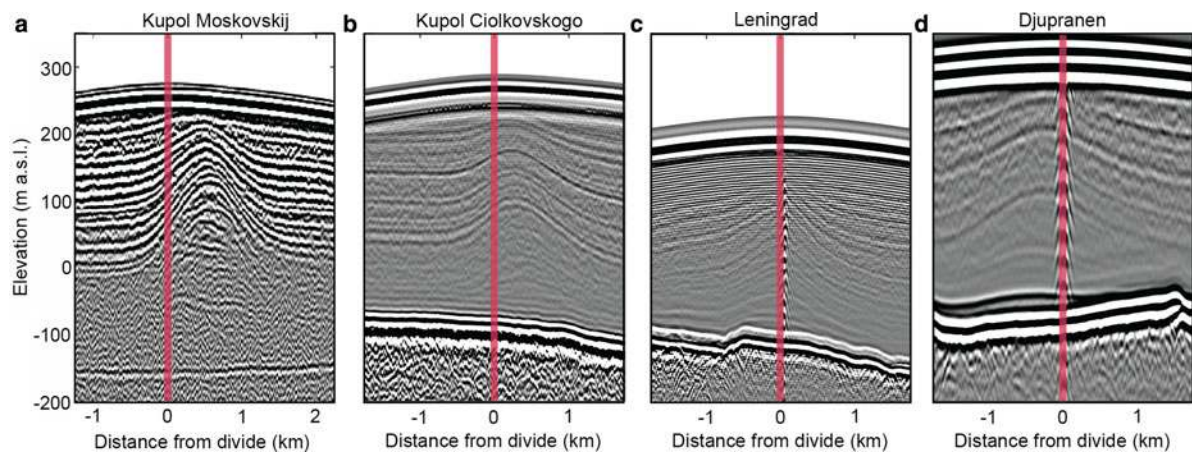 a Kupol Moskovskij b Kupol Ciolkovskogo c Leningrad d Djupranen
Elevation (m a.s.l.)
300
200
100
0
-100
-200
-1 0 1 2 -1 0 1 -1 0 1 -1 0 1
Distance from divide (km) Distance from divide (km) Distance from divide (km) Distance from divide (km)